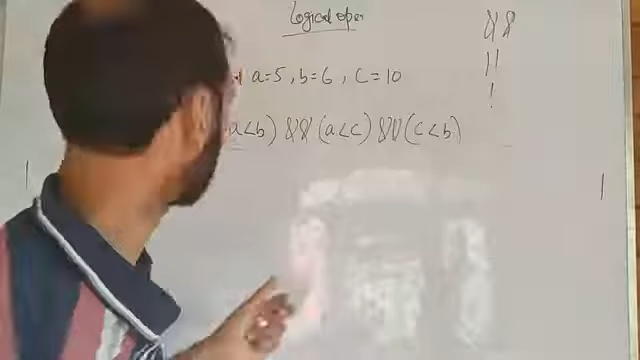 Logical oper
&&
||
!
a=5, b=6, c=10
a<b) && (a<c) && (c<b)